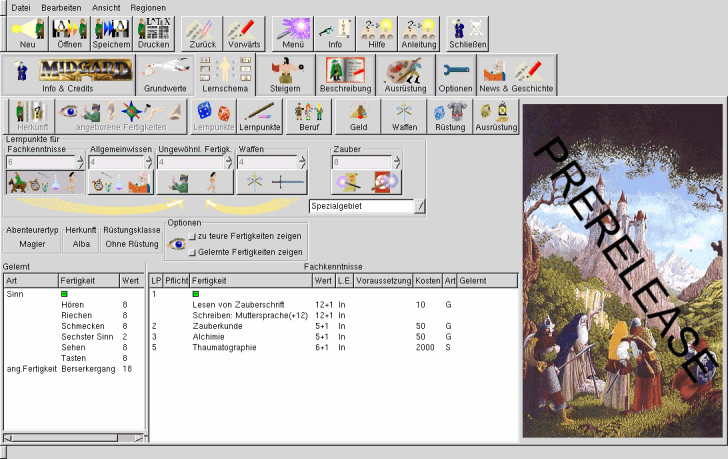 Datei Bearbeiten Ansicht Regionen
LATEX
Neu Öffnen Speichern Drucken Zurück Vorwärts Menü Info Hilfe Anleitung Schließen
MIDGARD
Info & Credits Grundwerte Lernschema Steigern Beschreibung Ausrüstung Optionen News & Geschichte
Herkunft angeborene Fertigkeiten Lernpunkte Lernpunkte Beruf Geld Waffen Rüstung Ausrüstung
Lernpunkte für
Fachkenntnisse Allgemeinwissen Ungewöhnl. Fertigk. Waffen Zauber
6 4 4 4 8
Spezialgebiet
Abenteurertyp Herkunft Rüstungsklasse
Magier Alba Ohne Rüstung
Optionen
zu teure Fertigkeiten zeigen
Gelernte Fertigkeiten zeigen
Gelernt
Art Fertigkeit Wert
Sinn
Hören 8
Riechen 8
Schmecken 8
Sechster Sinn 2
Sehen 8
Tasten 8
ang.Fertigkeit Berserkergang 18
Fachkenntnisse
LP Pflicht Fertigkeit Wert L.E. Voraussetzung Kosten Art Gelernt
1
Lesen von Zauberschrift 12+1 In 10 G
Schreiben: Muttersprache(+12) 12+1 In
2 Zauberkunde 5+1 In 50 G
3 Alchimie 5+1 In 50 G
5 Thaumatographie 6+1 In 2000 S
PRERELEASE